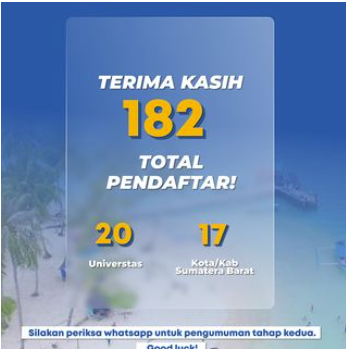 TERIMA KASIH
182
TOTAL
PENDAFTAR!
20 17
Universtas Kota/Kab
Sumatera Barat
Silakan periksa whatsapp untuk pengumuman tahap kedua.
Good luck!